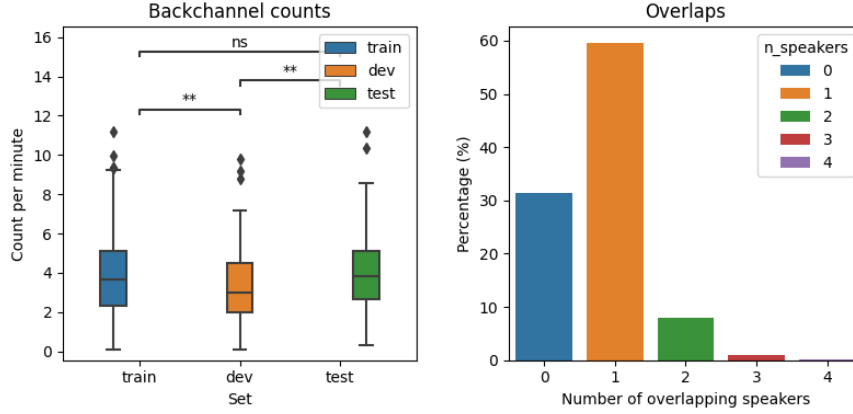 Backchannel counts
16
14
12
10
8
6
4
2
0
Count per minute
ns
**
**
train
dev
test
train
dev
test
Set
Overlaps
60
50
40
30
20
10
0
Percentage (%)
n_speakers
0
1
2
3
4
0
1
2
3
4
Number of overlapping speakers